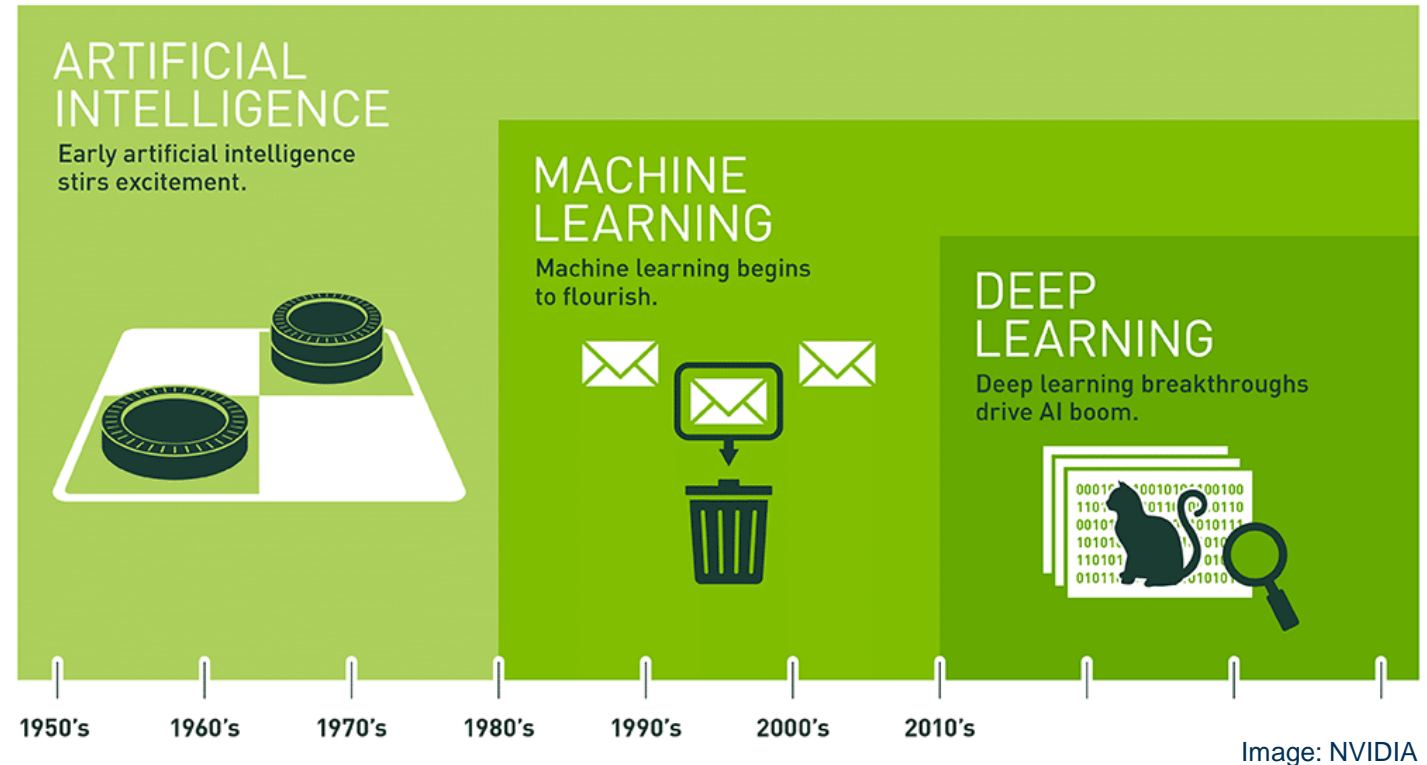 ARTIFICIAL
INTELLIGENCE
Early artificial intelligence
stirs excitement.
MACHINE
LEARNING
Machine learning begins
to flourish.
DEEP
LEARNING
Deep learning breakthroughs
drive AI boom.
1950's 1960's 1970's 1980's 1990's 2000's 2010's
Image: NVIDIA